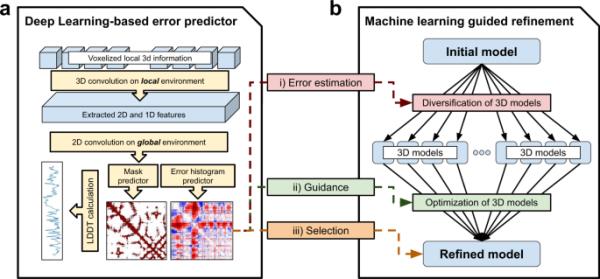 a
Deep Learning-based error predictor
Voxelized local 3d information
3D convolution on local environment
Extracted 2D and 1D features
2D convolution on global environment
Mask
predictor
Error histogram
predictor
LDDT calculation
i) Error estimation
ii) Guidance
iii) Selection
b
Machine learning guided refinement
Initial model
Diversification of 3D models
3D models
3D models
Optimization of 3D models
Refined model